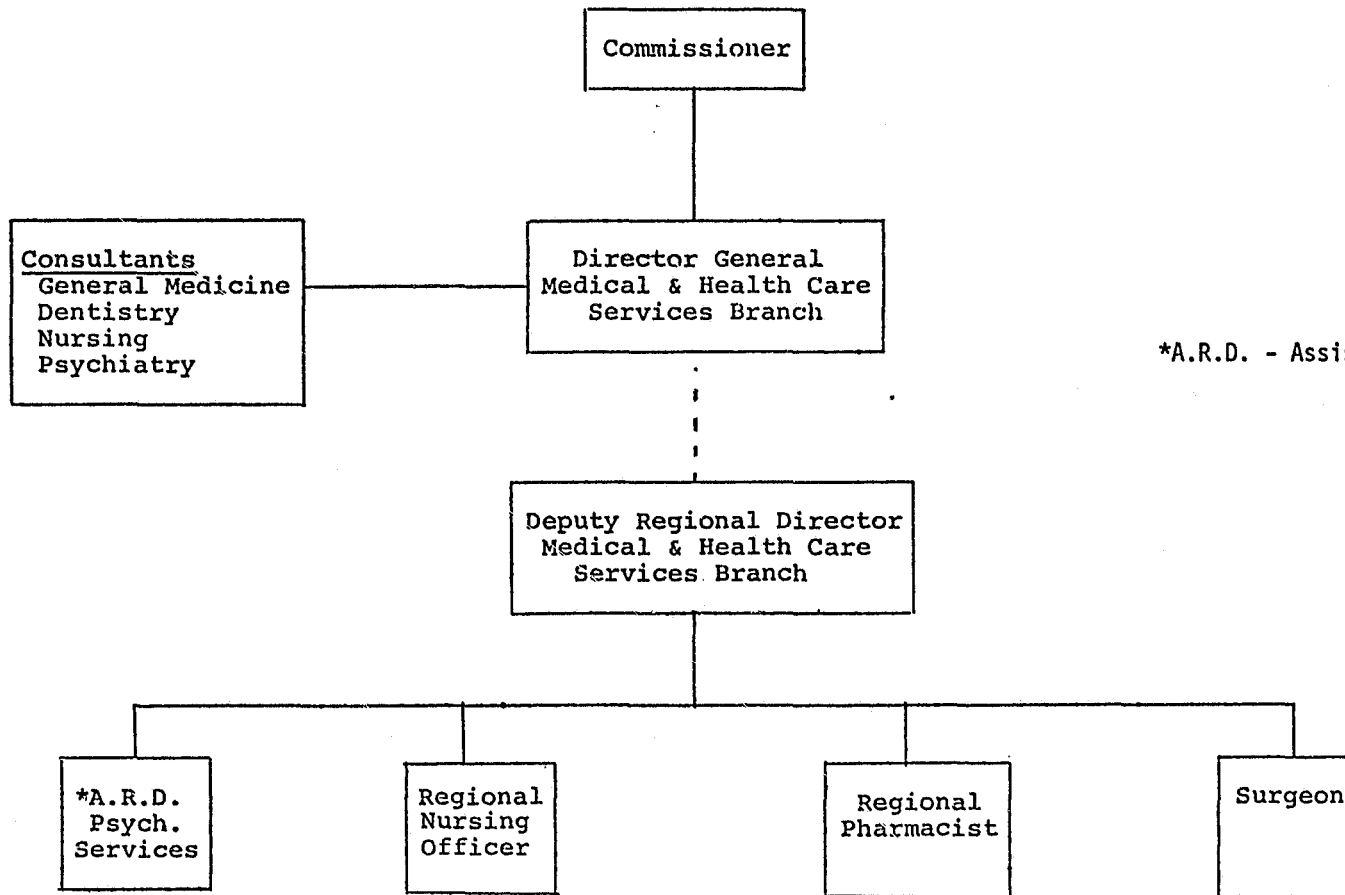 Commissioner
Consultants
General Medicine
Dentistry
Nursing
Psychiatry
Director General
Medical & Health Care
Services Branch
*A.R.D. -
Deputy Regional Director
Medical & Health Care
Services Branch
*A.R.D.
Psych.
Services
Regional
Nursing
Officer
Regional
Pharmacist
Surgeon